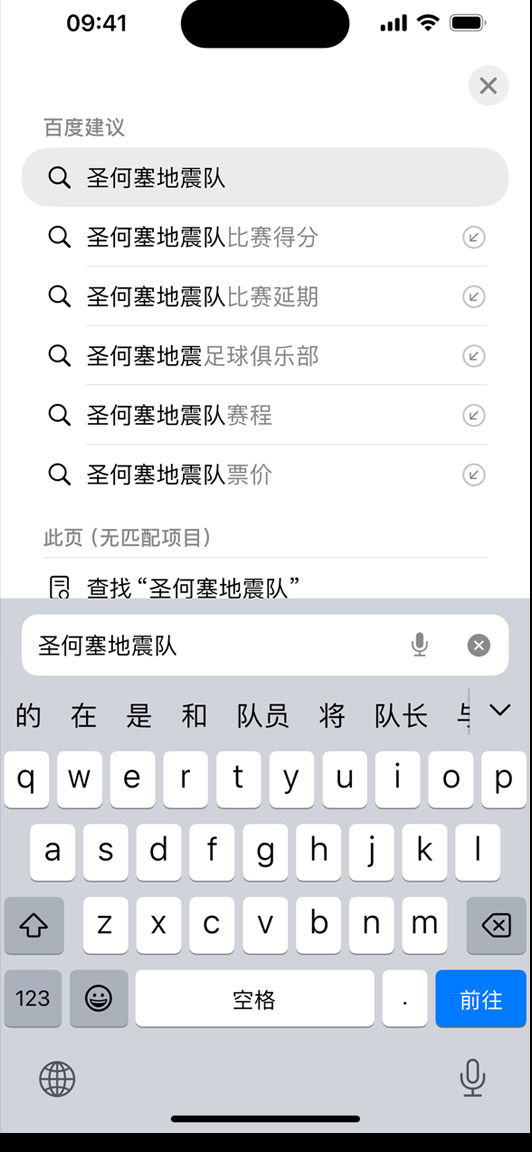 09:41
百度建议
圣何塞地震队
圣何塞地震队比赛得分
圣何塞地震队比赛延期
圣何塞地震足球俱乐部
圣何塞地震队赛程
圣何塞地震队票价
此页（无匹配项目）
查找“圣何塞地震队”
圣何塞地震队
的 在 是 和 队员 将 队长
q w e r t y u i o p
a s d f g h j k l
z x c v b n m
123 空格 . 前往